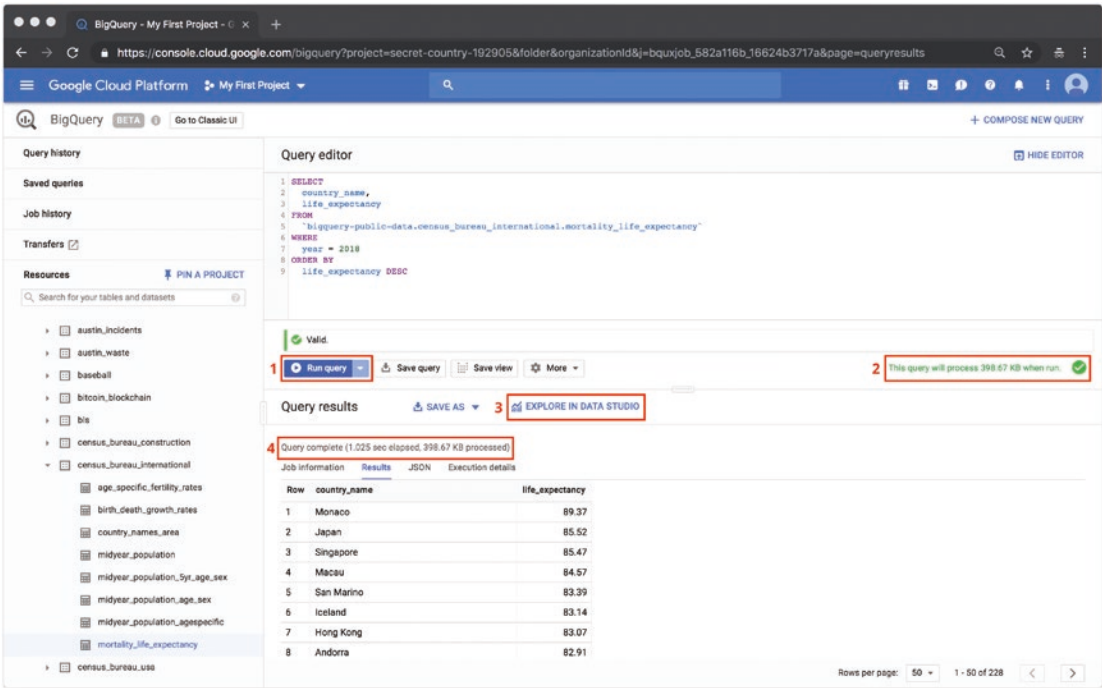 BigQuery - My First Project - G × +
https://console.cloud.google.com/bigquery?project=secret-country-192905&folder&organizationId&j=bquxjob_582a116b_16624b3717a&page=queryresults
Google Cloud Platform My First Project
BigQuery BETA Go to Classic UI + COMPOSE NEW QUERY
Query history
Saved queries
Job history
Transfers
Resources PIN A PROJECT
Search for your tables and datasets
austin_incidents
austin_waste
baseball
bitcoin_blockchain
bls
census_bureau_construction
census_bureau_international
age_specific_fertility_rates
birth_death_growth_rates
country_names_area
midyear_population
midyear_population_5yr_age_sex
midyear_population_age_sex
midyear_population_agespecific
mortality_life_expectancy
census_bureau_usa
Query editor HIDE EDITOR
1 SELECT
2 country_name,
3 life_expectancy
4 FROM
5 `bigquery-public-data.census_bureau_international.mortality_life_expectancy`
6 WHERE
7 year = 2018
8 ORDER BY
9 life_expectancy DESC
Valid.
1 Run query Save query Save view More 2 This query will process 398.67 KB when run.
Query results SAVE AS 3 EXPLORE IN DATA STUDIO
4 Query complete (1.025 sec elapsed, 398.67 KB processed)
Job information Results JSON Execution details
Row country_name life_expectancy
1 Monaco 89.37
2 Japan 85.52
3 Singapore 85.47
4 Macau 84.57
5 San Marino 83.39
6 Iceland 83.14
7 Hong Kong 83.07
8 Andorra 82.91
Rows per page: 50 1 - 50 of 228